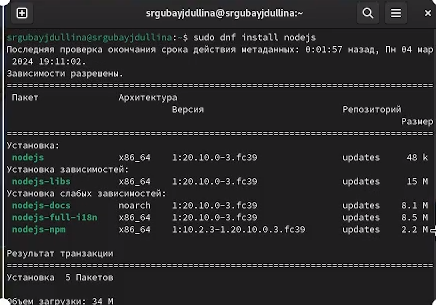 srgubayjdullina@srgubayjdullina:~
srgubayjdullina@srgubayjdullina:~$ sudo dnf install nodejs
Последняя проверка окончания срока действия метаданных: 0:01:57 назад, Пн 04 мар
2024 19:11:02.
Зависимости разрешены.
Пакет Архитектура
Версия Репозиторий
Размер
Установка:
nodejs x86_64 1:20.10.0-3.fc39 updates 48 k
Установка зависимостей:
nodejs-libs x86_64 1:20.10.0-3.fc39 updates 15 M
Установка слабых зависимостей:
nodejs-docs noarch 1:20.10.0-3.fc39 updates 8.1 M
nodejs-full-i18n x86_64 1:20.10.0-3.fc39 updates 8.5 M
nodejs-npm x86_64 1:10.2.3-1.20.10.0.3.fc39 updates 2.2 M
Результат транзакции
Установка 5 Пакетов
Объем загрузки: 34 M